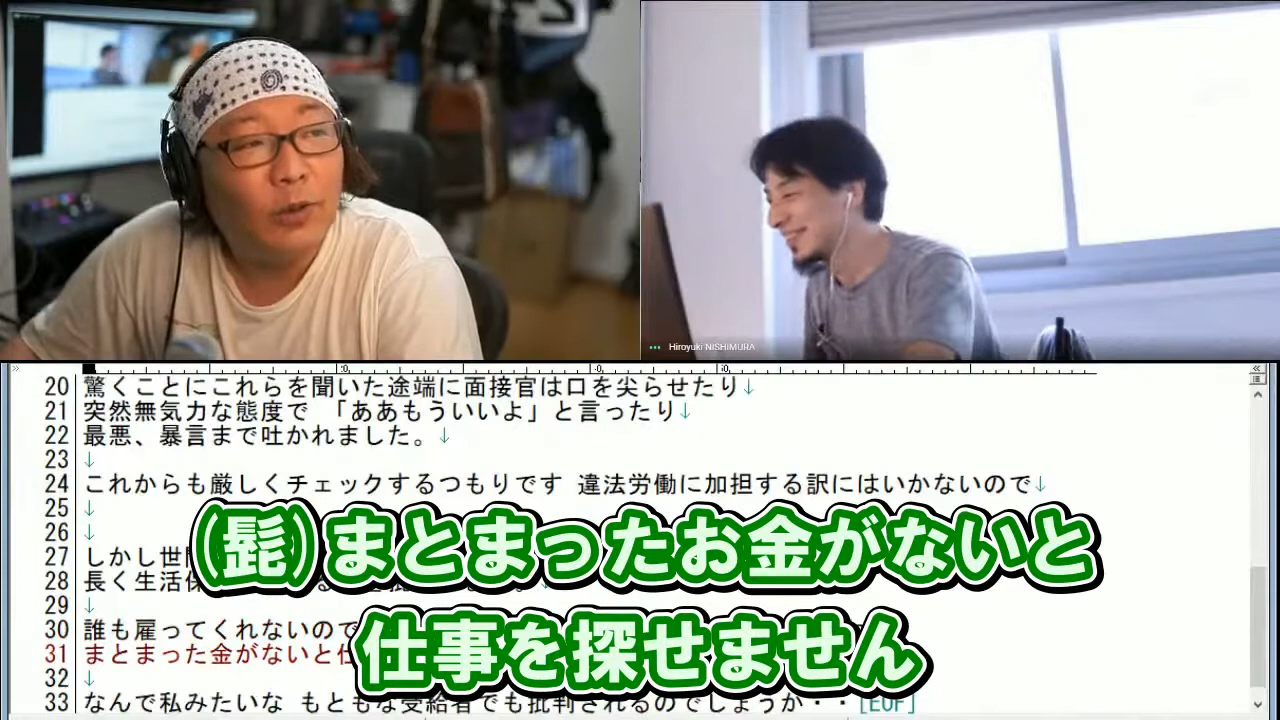 Hiroyuki NISHIMURA
20 驚くことにこれらを聞いた途端に面接官は口を尖らせたり↓
21 突然無気力な態度で 「ああもういいよ」と言ったり↓
22 最悪、暴言まで吐かれました。↓
23 ↓
24 これからも厳しくチェックするつもりです 違法労働に加担する訳にはいかないので↓
25 ↓
26 ↓
27 しかし世
28 長く生活
29 ↓
30 誰も雇ってくれないので
31 まとまった金がないと
32 ↓
33 なんで私みたいな もともな受給者でも批判されるのでしょうか・・[EOF]
(髭)まとまったお金がないと
仕事を探せません